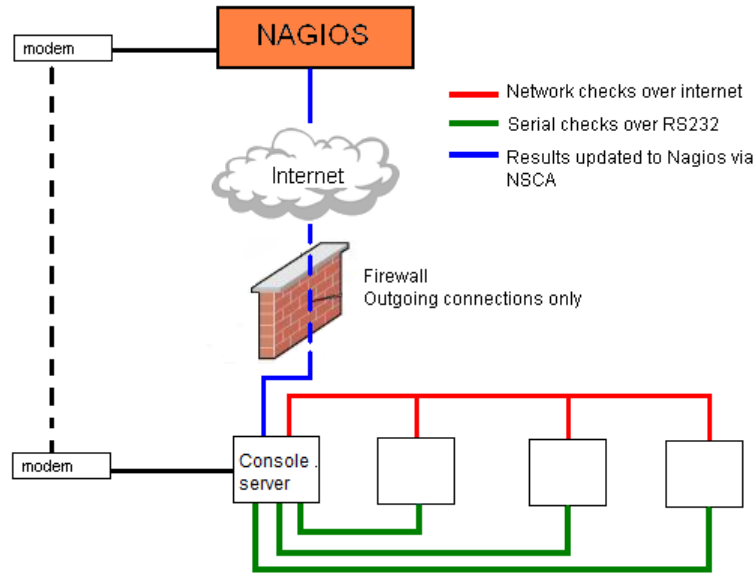 NAGIOS
modem
Network checks over internet
Serial checks over RS232
Results updated to Nagios via
NSCA
Internet
Firewall
Outgoing connections only
modem
Console .
server